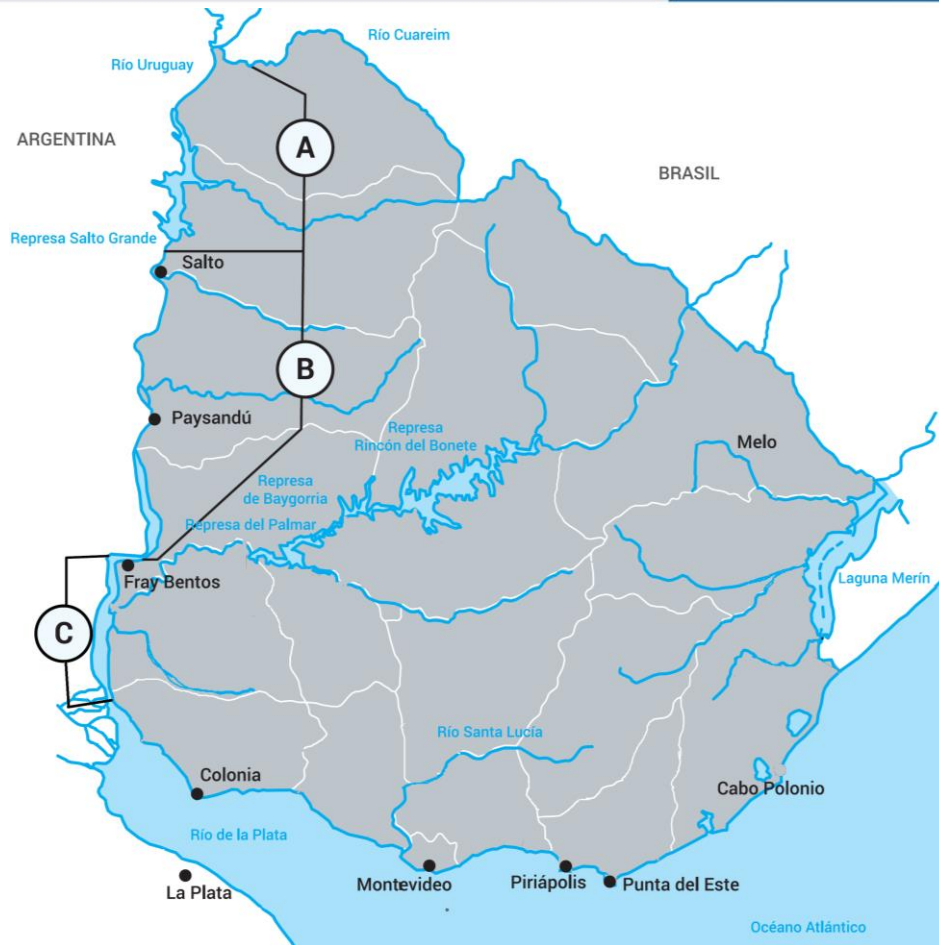 Río Cuareim
Río Uruguay
ARGENTINA
A
BRASIL
Represa Salto Grande
Salto
B
Paysandú
Represa
Rincón del Bonete
Melo
Represa
de Baygorria
Represa del Palmar
Fray Bentos
Laguna Merín
C
Río Santa Lucía
Colonia
Cabo Polonio
Río de la Plata
La Plata
Montevideo
Piriápolis
Punta del Este
Océano Atlántico